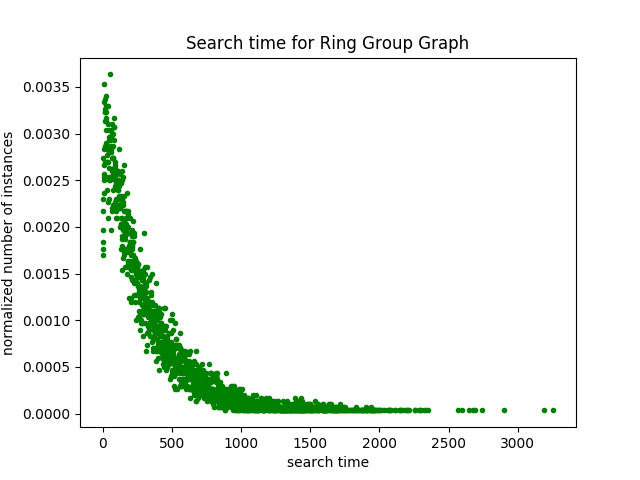 Search time for Ring Group Graph
normalized number of instances
0.0035
0.0030
0.0025
0.0020
0.0015
0.0010
0.0005
0.0000
0 500 1000 1500 2000 2500 3000
search time